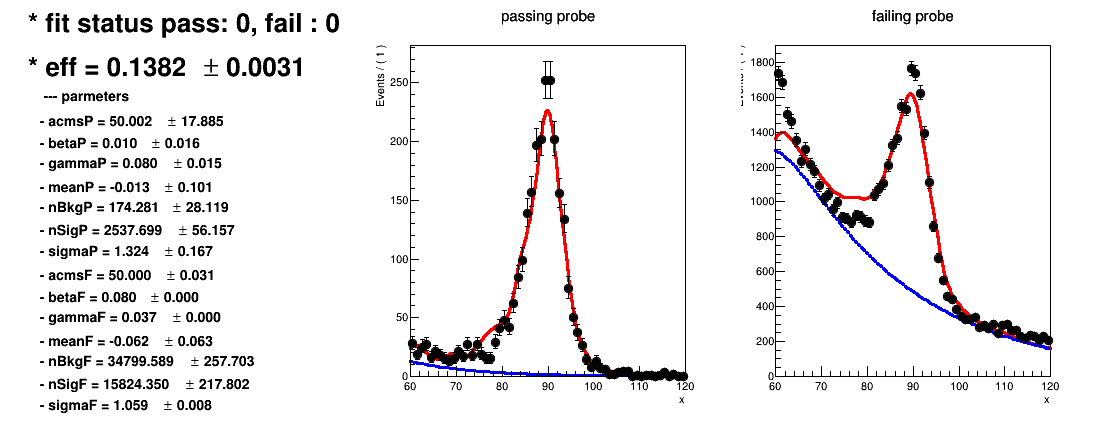 * fit status pass: 0, fail : 0
* eff = 0.1382 ± 0.0031
--- parmeters
- acmsP = 50.002 ± 17.885
- betaP = 0.010 ± 0.016
- gammaP = 0.080 ± 0.015
- meanP = -0.013 ± 0.101
- nBkgP = 174.281 ± 28.119
- nSigP = 2537.699 ± 56.157
- sigmaP = 1.324 ± 0.167
- acmsF = 50.000 ± 0.031
- betaF = 0.080 ± 0.000
- gammaF = 0.037 ± 0.000
- meanF = -0.062 ± 0.063
- nBkgF = 34799.589 ± 257.703
- nSigF = 15824.350 ± 217.802
- sigmaF = 1.059 ± 0.008
passing probe
Events / ( 1 )
250
200
150
100
50
0
60 70 80 90 100 110 120
x
failing probe
1800
1600
1400
1200
1000
800
600
400
200
0
60 70 80 90 100 110 120
x